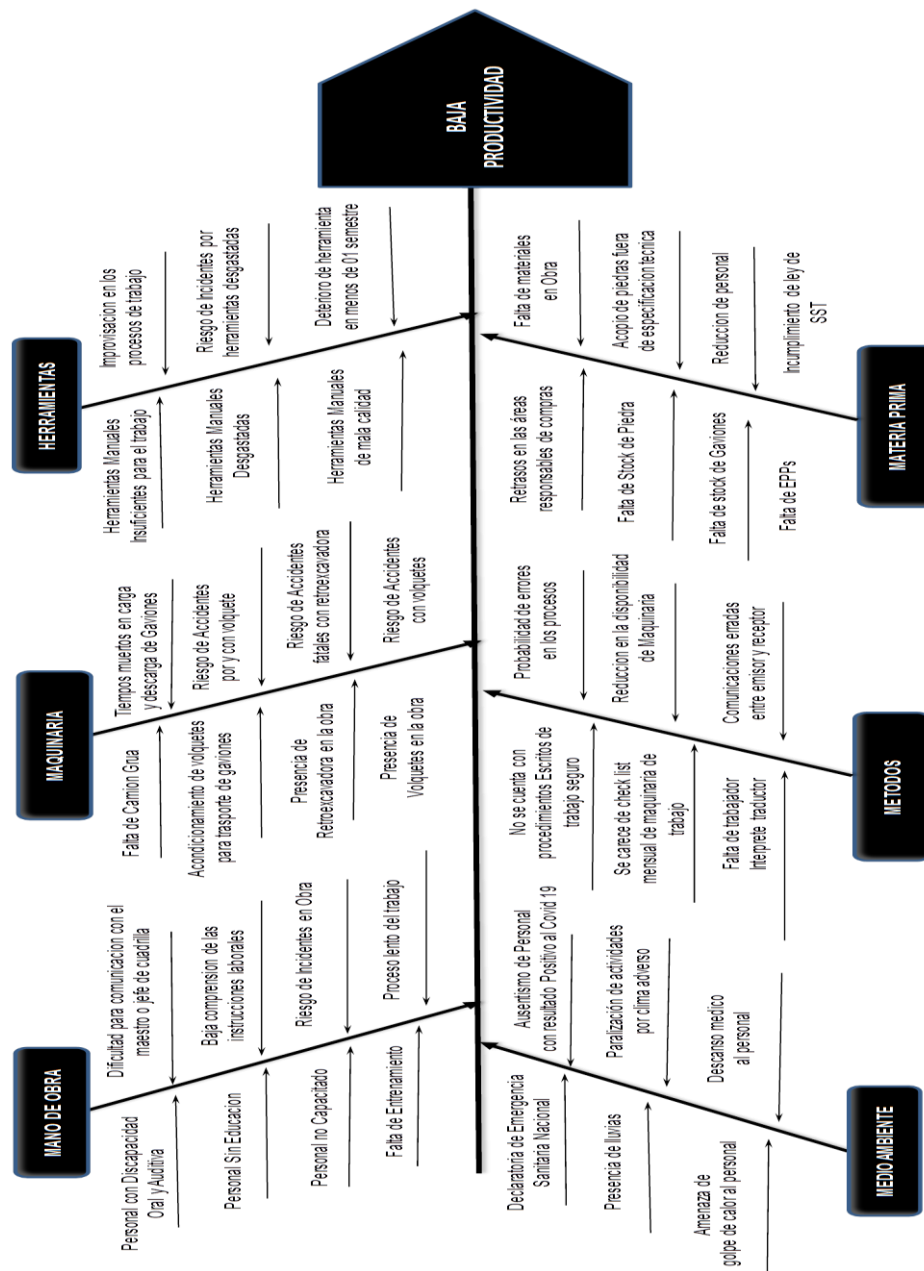 MANO DE OBRA
Personal con Discapacidad
Oral y Auditiva
Dificultad para comunicacion con el
maestro o jefe de cuadrilla
Personal Sin Educacion
Baja comprension de las
instrucciones laborales
Personal no Capacitado
Riesgo de Incidentes en Obra
Falta de Entrenamiento
Proceso lento del trabajo
MAQUINARIA
Falta de Camion Grua
Tiempos muertos en carga
y descarga de Gaviones
Acondicionamiento de volquetes
para trasporte de gaviones
Riesgo de Accidentes
por y con volquete
Presencia de
Retroexcavadora en la obra
Riesgo de Accidentes
fatales con retroexcavadora
Presencia de
Volquetes en la obra
Riesgo de Accidentes
con volquetes
HERRAMIENTAS
Herramientas Manuales
Insuficientes para el trabajo
Improvisacion en los
procesos de trabajo
Herramientas Manuales
Desgastadas
Riesgo de Incidentes por
herramientas desgastadas
Herramientas Manuales
de mala calidad
Deterioro de herramienta
en menos de 01 semestre
BAJA
PRODUCTIVIDAD
Declaratoria de Emergencia
Sanitaria Nacional
Ausentismo de Personal
con resultado Positivo al Covid 19
Presencia de lluvias
Paralización de actividades
por clima adverso
Amenaza de
golpe de calor al personal
Descanso medico
al personal
MEDIO AMBIENTE
No se cuenta con
procedimientos Escritos de
trabajo seguro
Probabilidad de errores
en los procesos
Se carece de check list
mensual de maquinaria de
trabajo
Reduccion en la disponibilidad
de Maquinaria
Falta de trabajador
Interprete traductor
Comunicaciones erradas
entre emisor y receptor
METODOS
Retrasos en las áreas
responsables de compras
Falta de materiales
en Obra
Falta de Stock de Piedra
Acopio de piedras fuera
de especificacion tecnica
Falta de stock de Gaviones
Reduccion de personal
Falta de EPPs
Incumplimiento de ley de
SST
MATERIA PRIMA